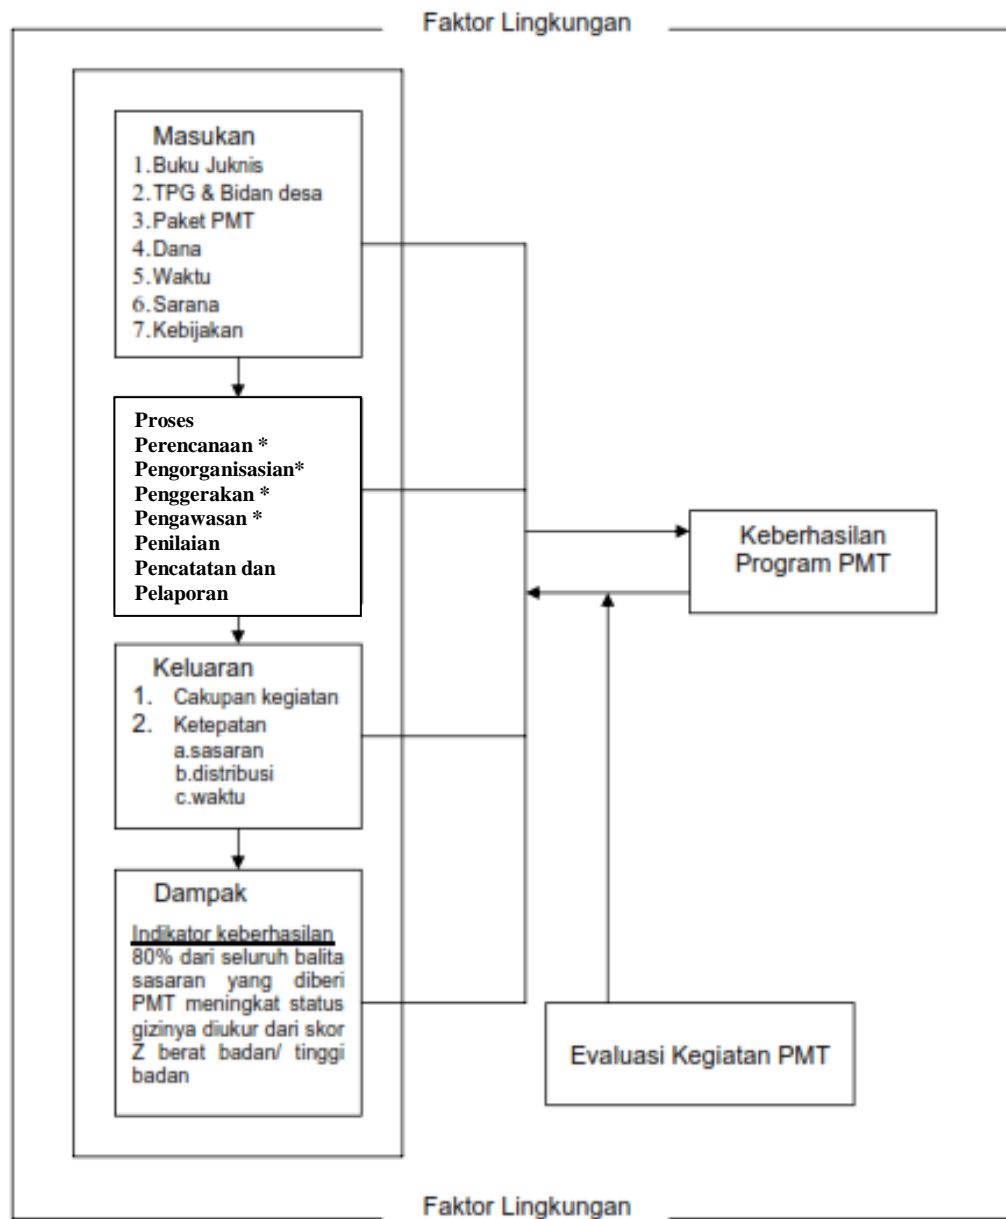 Faktor Lingkungan
Masukan
1.Buku Juknis
2.TPG & Bidan desa
3.Paket PMT
4.Dana
5.Waktu
6.Sarana
7.Kebijakan
Proses
Perencanaan *
Pengorganisasian*
Penggerakan *
Pengawasan *
Penilaian
Pencatatan dan
Pelaporan
Keberhasilan
Program PMT
Keluaran
1. Cakupan kegiatan
2. Ketepatan
a.sasaran
b.distribusi
c.waktu
Dampak
Indikator keberhasilan
80% dari seluruh balita
sasaran yang diberi
PMT meningkat status
gizinya diukur dari skor
Z berat badan/ tinggi
badan
Evaluasi Kegiatan PMT
Faktor Lingkungan